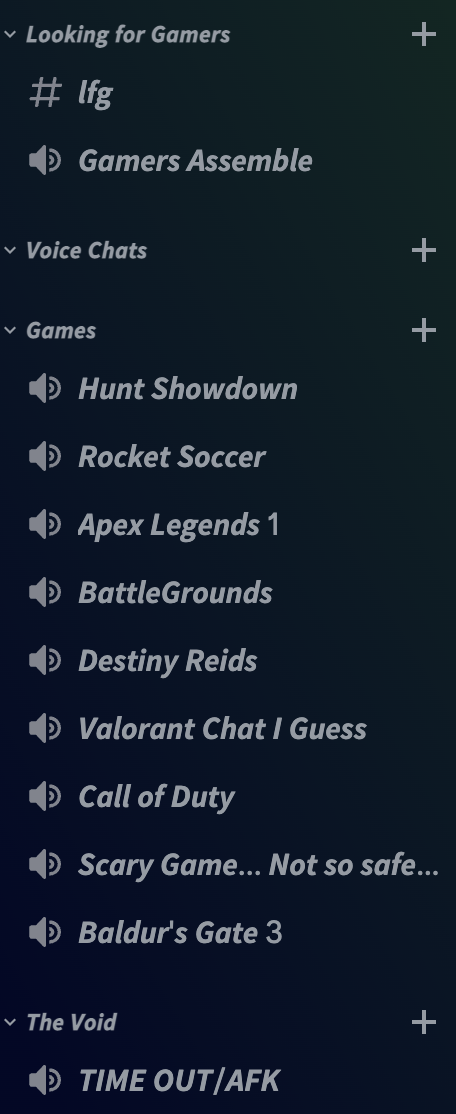 Looking for Gamers
lfg
Gamers Assemble
Voice Chats
Games
Hunt Showdown
Rocket Soccer
Apex Legends 1
BattleGrounds
Destiny Reids
Valorant Chat I Guess
Call of Duty
Scary Game... Not so safe...
Baldur's Gate 3
The Void
TIME OUT/AFK